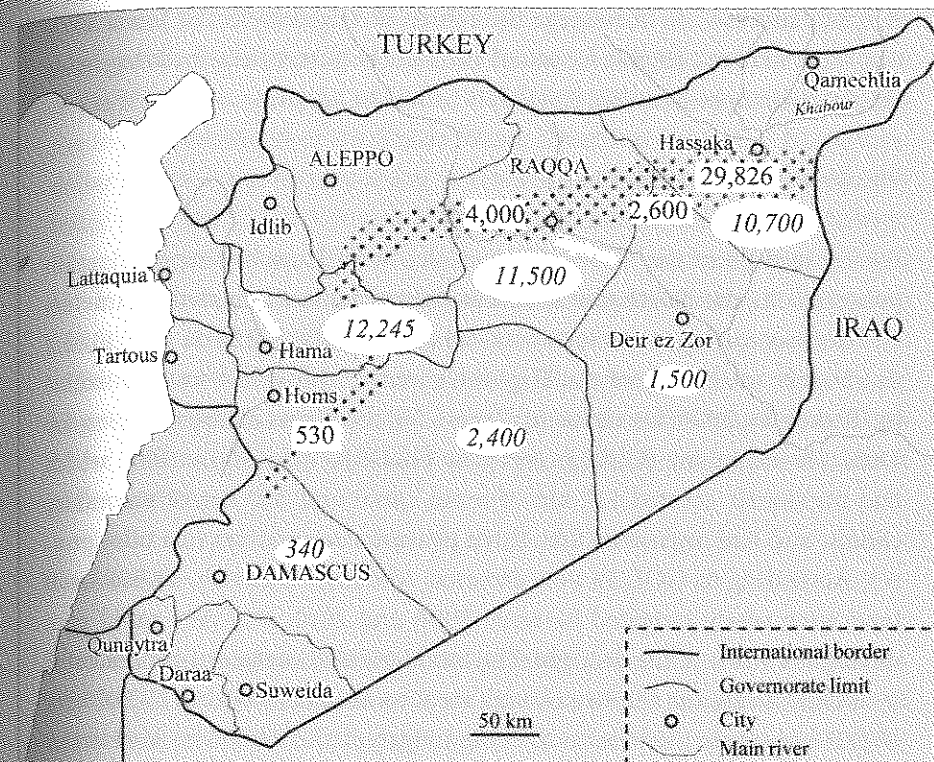 TURKEY
Qamechlia
Khabour
Hassaka
ALEPPO
RAQQA
29,826
Idlib
4,000
2,600
10,700
Lattaquia
11,500
12,245
IRAQ
Tartous
Hama
Deir ez Zor
1,500
Homs
530
2,400
340
DAMASCUS
Qunaytra
Daraa
Suweida
50 km
International border
Governorate limit
City
Main river